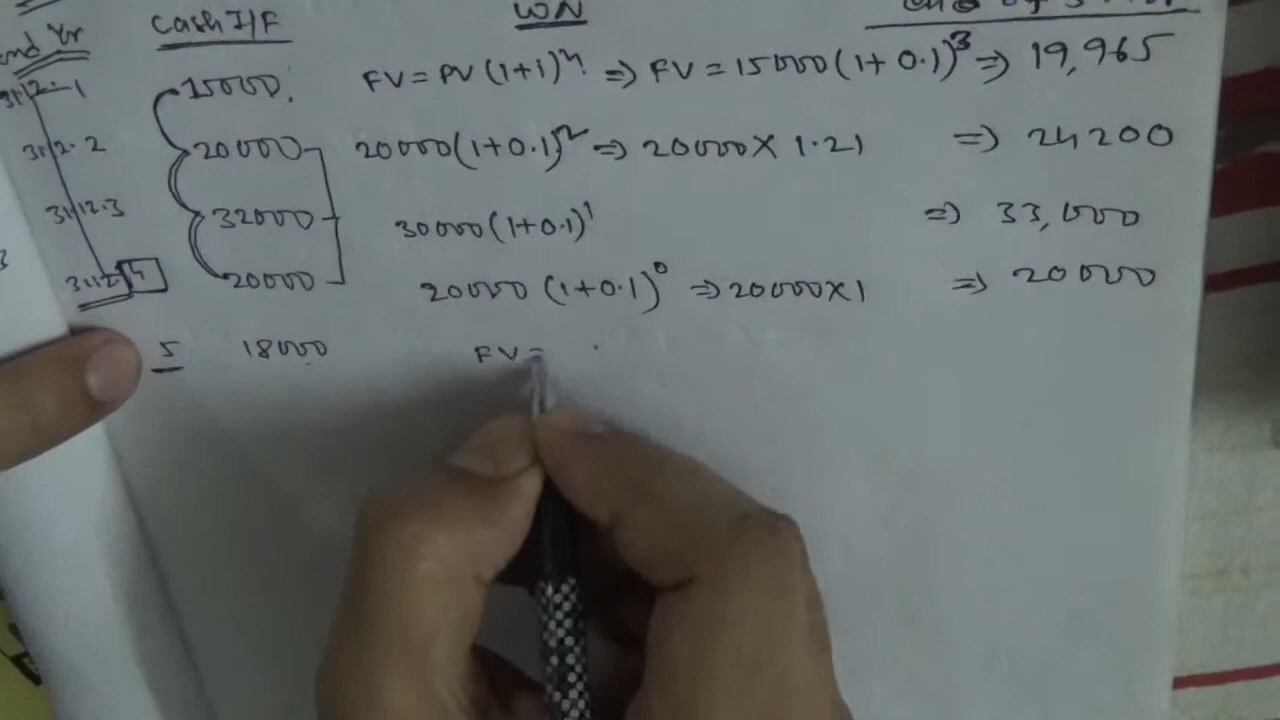 end Yr Cash I/F WN
31.12.1 15000. FV = PV (1+i)^n. => FV = 15000 (1+0.1)^3 => 19,965
31.12.2 20000 20000 (1+0.1)^2 => 20000 X 1.21 => 24200
31.12.3 32000 30000 (1+0.1)^1 => 33,000
31.12.4 20000 20000 (1+0.1)^0 => 20000 X 1 => 20000
5 18000 FV =